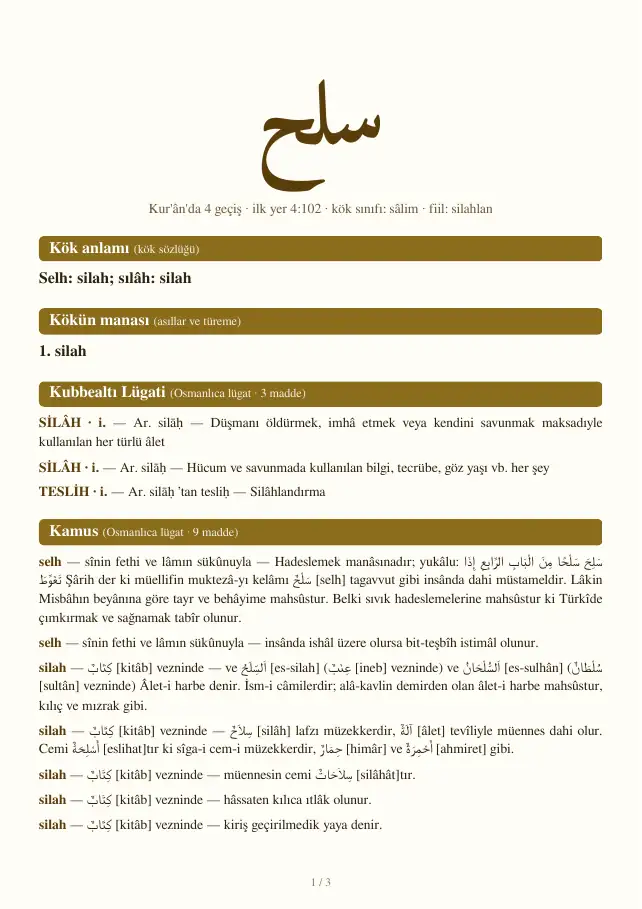 سلح
Kur'ân'da 4 geçiş · ilk yer 4:102 · kök sınıfı: sâlim · fiil: silahlan
Kök anlamı (kök sözlüğü)
Selh: silah; sılâh: silah
Kökün manası (asıllar ve türeme)
1. silah
Kubbealtı Lügati (Osmanlıca lügat · 3 madde)
SİLÂH · i. — Ar. silāḥ — Düşmanı öldürmek, imhâ etmek veya kendini savunmak maksadıyle
kullanılan her türlü âlet
SİLÂH · i. — Ar. silāḥ — Hücum ve savunmada kullanılan bilgi, tecrübe, göz yaşı vb. her şey
TESLİH · i. — Ar. silāḥ 'tan tesliḥ — Silâhlandırma
Kamus (Osmanlıca lügat · 9 madde)
selh — sînin fethi ve lâmın sükûnuyla — Hadeslemek manâsınadır; yukâlu: سَلِحَ سَلْحًا مِنَ الْبَابِ الرَّابِعِ إِذَا
تَغَوَّطَ Şârih der ki müellifin muktezâ-yı kelâmı سَلْحٌ [selh] tagavvut gibi insânda dahi müstameldir. Lâkin
Misbâhın beyânına göre tayr ve behâyime mahsûstur. Belki sıvık hadeslemelerine mahsûstur ki Türkîde
çımkırmak ve sağnamak tabîr olunur.
selh — sînin fethi ve lâmın sükûnuyla — insânda ishâl üzere olursa bit-teşbîh istimâl olunur.
silah — كِتَابٌ [kitâb] vezninde — ve اَلسِّلَحُ [es-silah] (عِنَبٌ [ineb] vezninde) ve اَلسُّلْحَانُ [es-sulhân] (سُلْطَانٌ
[sultân] vezninde) Âlet-i harbe denir. İsm-i câmilerdir; alâ-kavlin demirden olan âlet-i harbe mahsûstur,
kılıç ve mızrak gibi.
silah — كِتَابٌ [kitâb] vezninde — سِلاَحٌ [silâh] lafzı müzekkerdir, آلَةٌ [âlet] tevîliyle müennes dahi olur.
Cemi أَسْلِحَةٌ [eslihat]tır ki sîga-i cem-i müzekkerdir, حِمَارٌ [himâr] ve أَحْمِرَةٌ [ahmiret] gibi.
silah — كِتَابٌ [kitâb] vezninde — müennesin cemi سِلاَحَاتٌ [silâhât]tır.
silah — كِتَابٌ [kitâb] vezninde — hâssaten kılıca ıtlâk olunur.
silah — كِتَابٌ [kitâb] vezninde — kiriş geçirilmedik yaya denir.
1 / 3